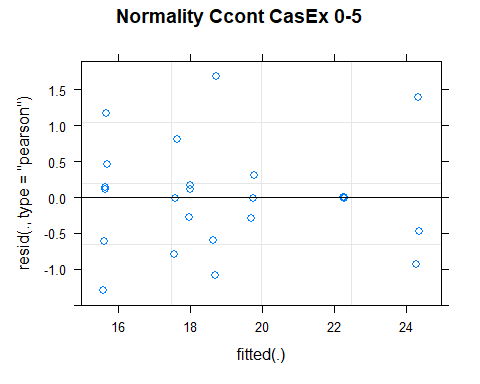 Normality Ccont CasEx 0-5
resid(., type = "pearson")
1.5
1.0
0.5
0.0
-0.5
-1.0
16 18 20 22 24
fitted(.)